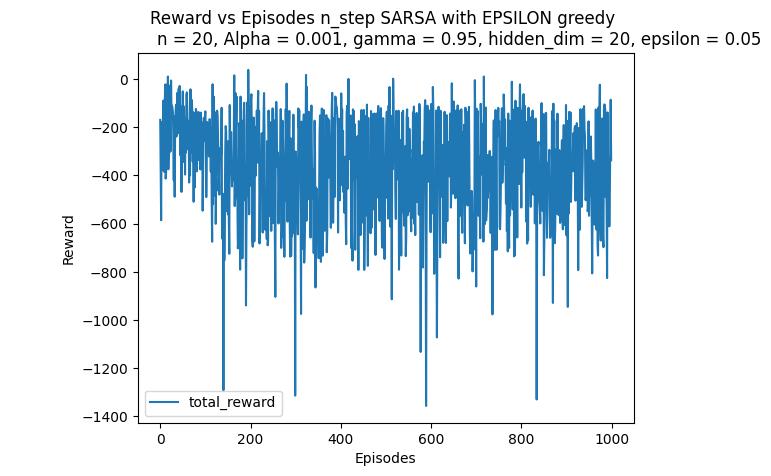 Reward vs Episodes n_step SARSA with EPSILON greedy
n = 20, Alpha = 0.001, gamma = 0.95, hidden_dim = 20, epsilon = 0.05
0
−200
−400
−600
−800
−1000
−1200
−1400
Reward
total_reward
0 200 400 600 800 1000
Episodes